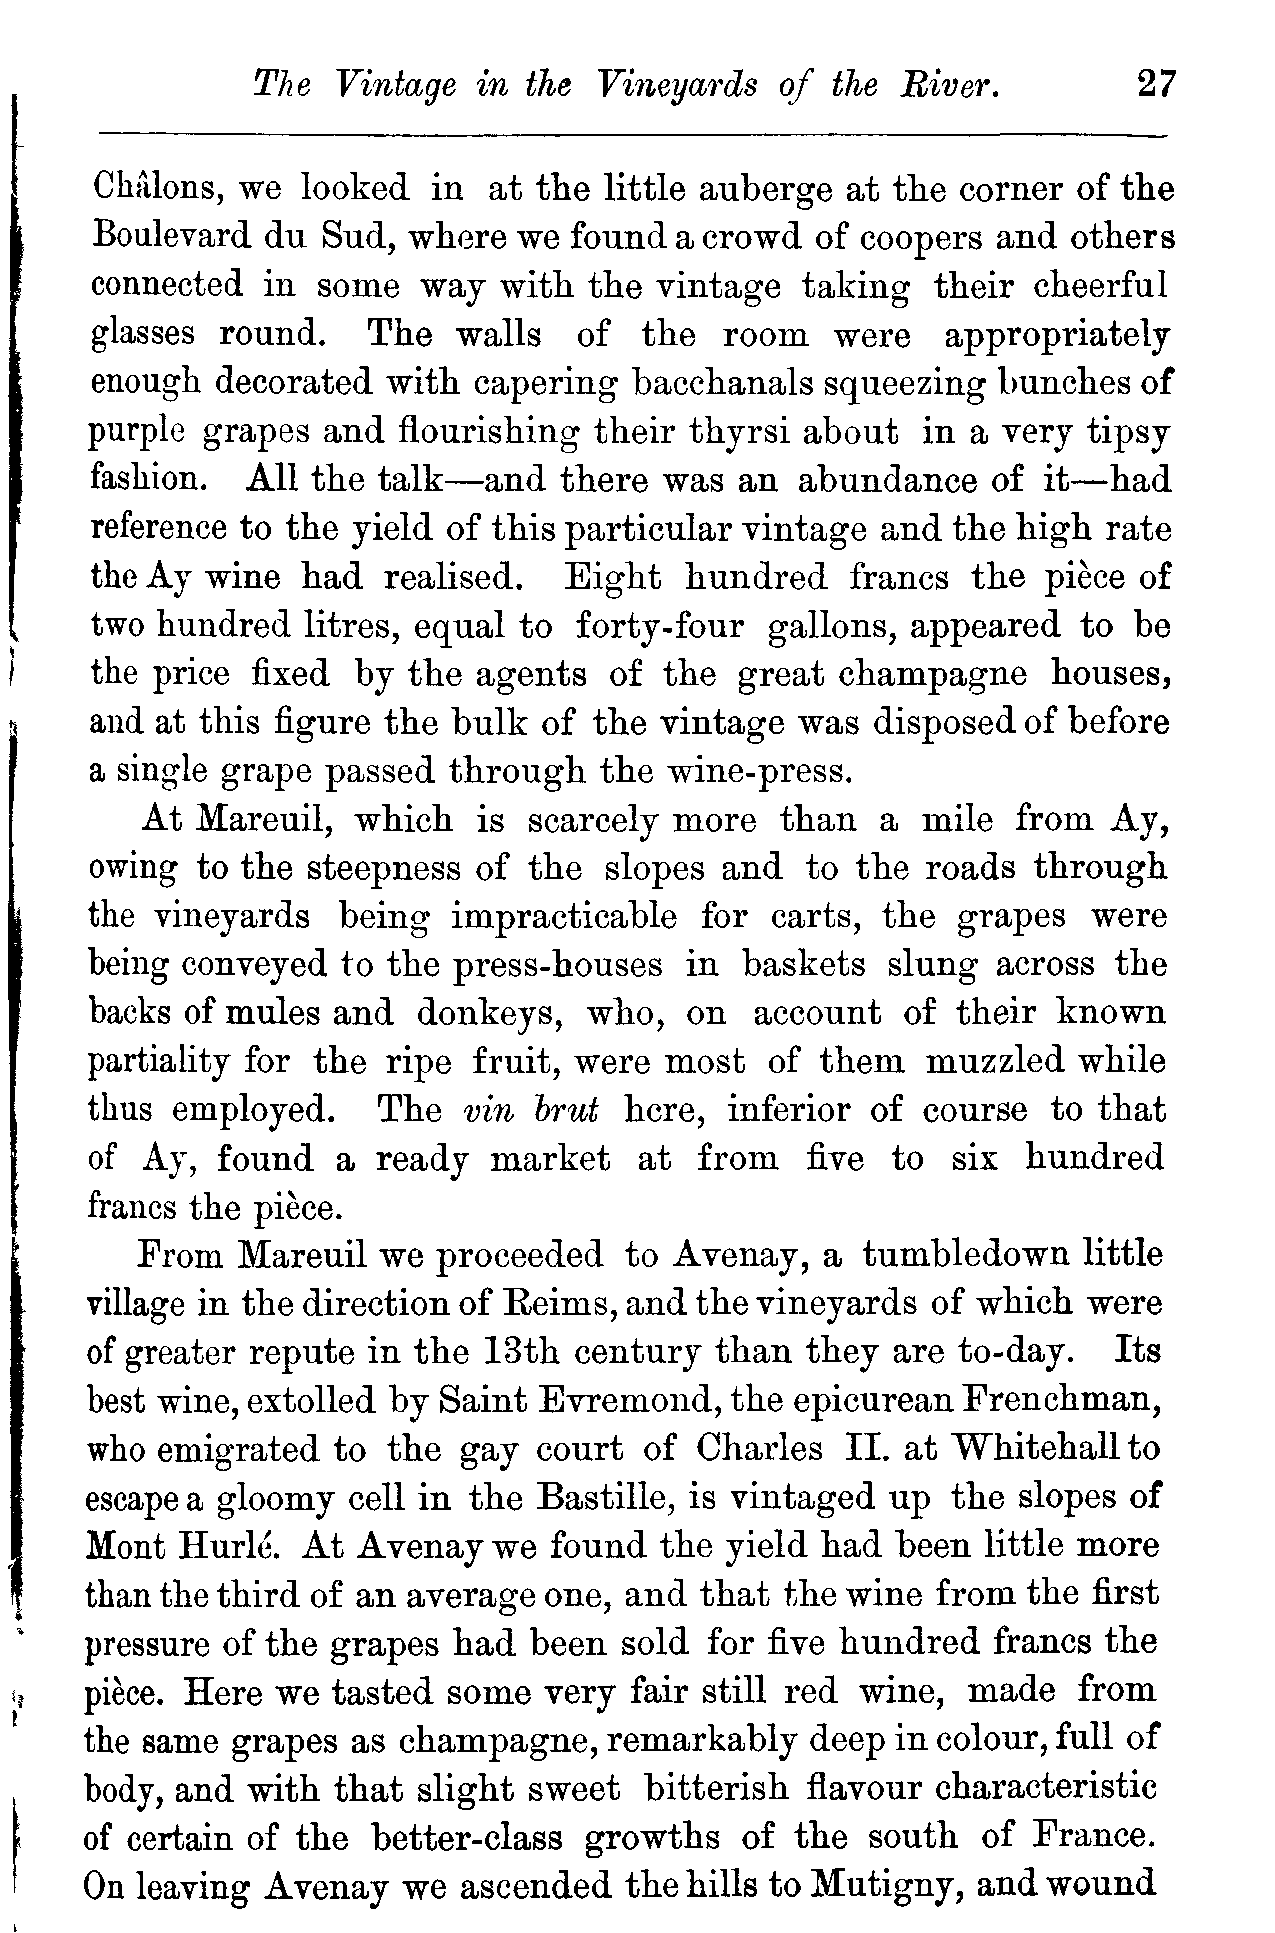 The Vintage in the Vineyards of the River. 27
Châlons, we looked in at the little auberge at the corner of the
Boulevard du Sud, where we found a crowd of coopers and others
connected in some way with the vintage taking their cheerful
glasses round. The walls of the room were appropriately
enough decorated with capering bacchanals squeezing bunches of
purple grapes and flourishing their thyrsi about in a very tipsy
fashion. All the talk—and there was an abundance of it—had
reference to the yield of this particular vintage and the high rate
the Ay wine had realised. Eight hundred francs the pièce of
two hundred litres, equal to forty-four gallons, appeared to be
the price fixed by the agents of the great champagne houses,
and at this figure the bulk of the vintage was disposed of before
a single grape passed through the wine-press.
At Mareuil, which is scarcely more than a mile from Ay,
owing to the steepness of the slopes and to the roads through
the vineyards being impracticable for carts, the grapes were
being conveyed to the press-houses in baskets slung across the
backs of mules and donkeys, who, on account of their known
partiality for the ripe fruit, were most of them muzzled while
thus employed. The vin brut here, inferior of course to that
of Ay, found a ready market at from five to six hundred
francs the pièce.
From Mareuil we proceeded to Avenay, a tumbledown little
village in the direction of Reims, and the vineyards of which were
of greater repute in the 13th century than they are to-day. Its
best wine, extolled by Saint Evremond, the epicurean Frenchman,
who emigrated to the gay court of Charles II. at Whitehall to
escape a gloomy cell in the Bastille, is vintaged up the slopes of
Mont Hurlé. At Avenay we found the yield had been little more
than the third of an average one, and that the wine from the first
pressure of the grapes had been sold for five hundred francs the
pièce. Here we tasted some very fair still red wine, made from
the same grapes as champagne, remarkably deep in colour, full of
body, and with that slight sweet bitterish flavour characteristic
of certain of the better-class growths of the south of France.
On leaving Avenay we ascended the hills to Mutigny, and wound